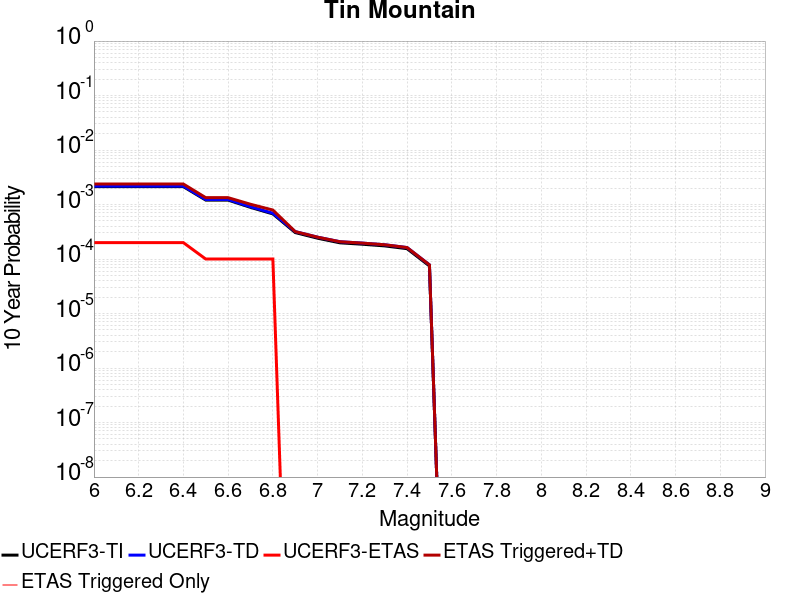 Tin Mountain
10^0
10^-1
10^-2
10^-3
10^-4
10^-5
10^-6
10^-7
10^-8
10 Year Probability
6 6.2 6.4 6.6 6.8 7 7.2 7.4 7.6 7.8 8 8.2 8.4 8.6 8.8 9
Magnitude
UCERF3-TI UCERF3-TD UCERF3-ETAS ETAS Triggered+TD
ETAS Triggered Only